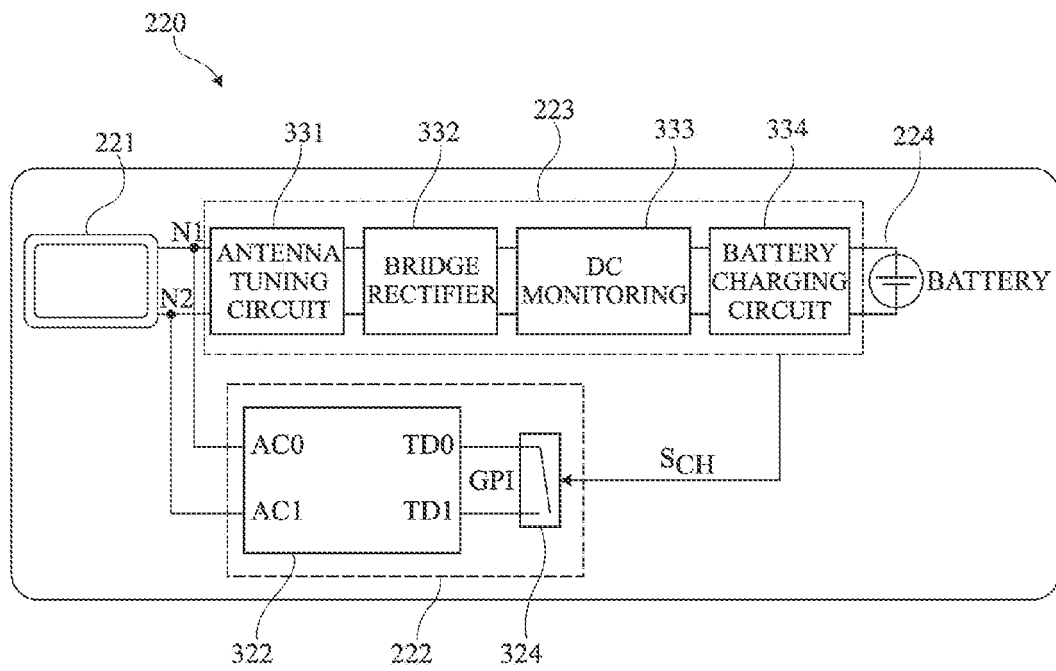 220
221
331
332
223
333
334
224
N1
N2
ANTENNA
TUNING
CIRCUIT
BRIDGE
RECTIFIER
DC
MONITORING
BATTERY
CHARGING
CIRCUIT
BATTERY
AC0
TD0
GPI
SCH
AC1
TD1
322
222
324